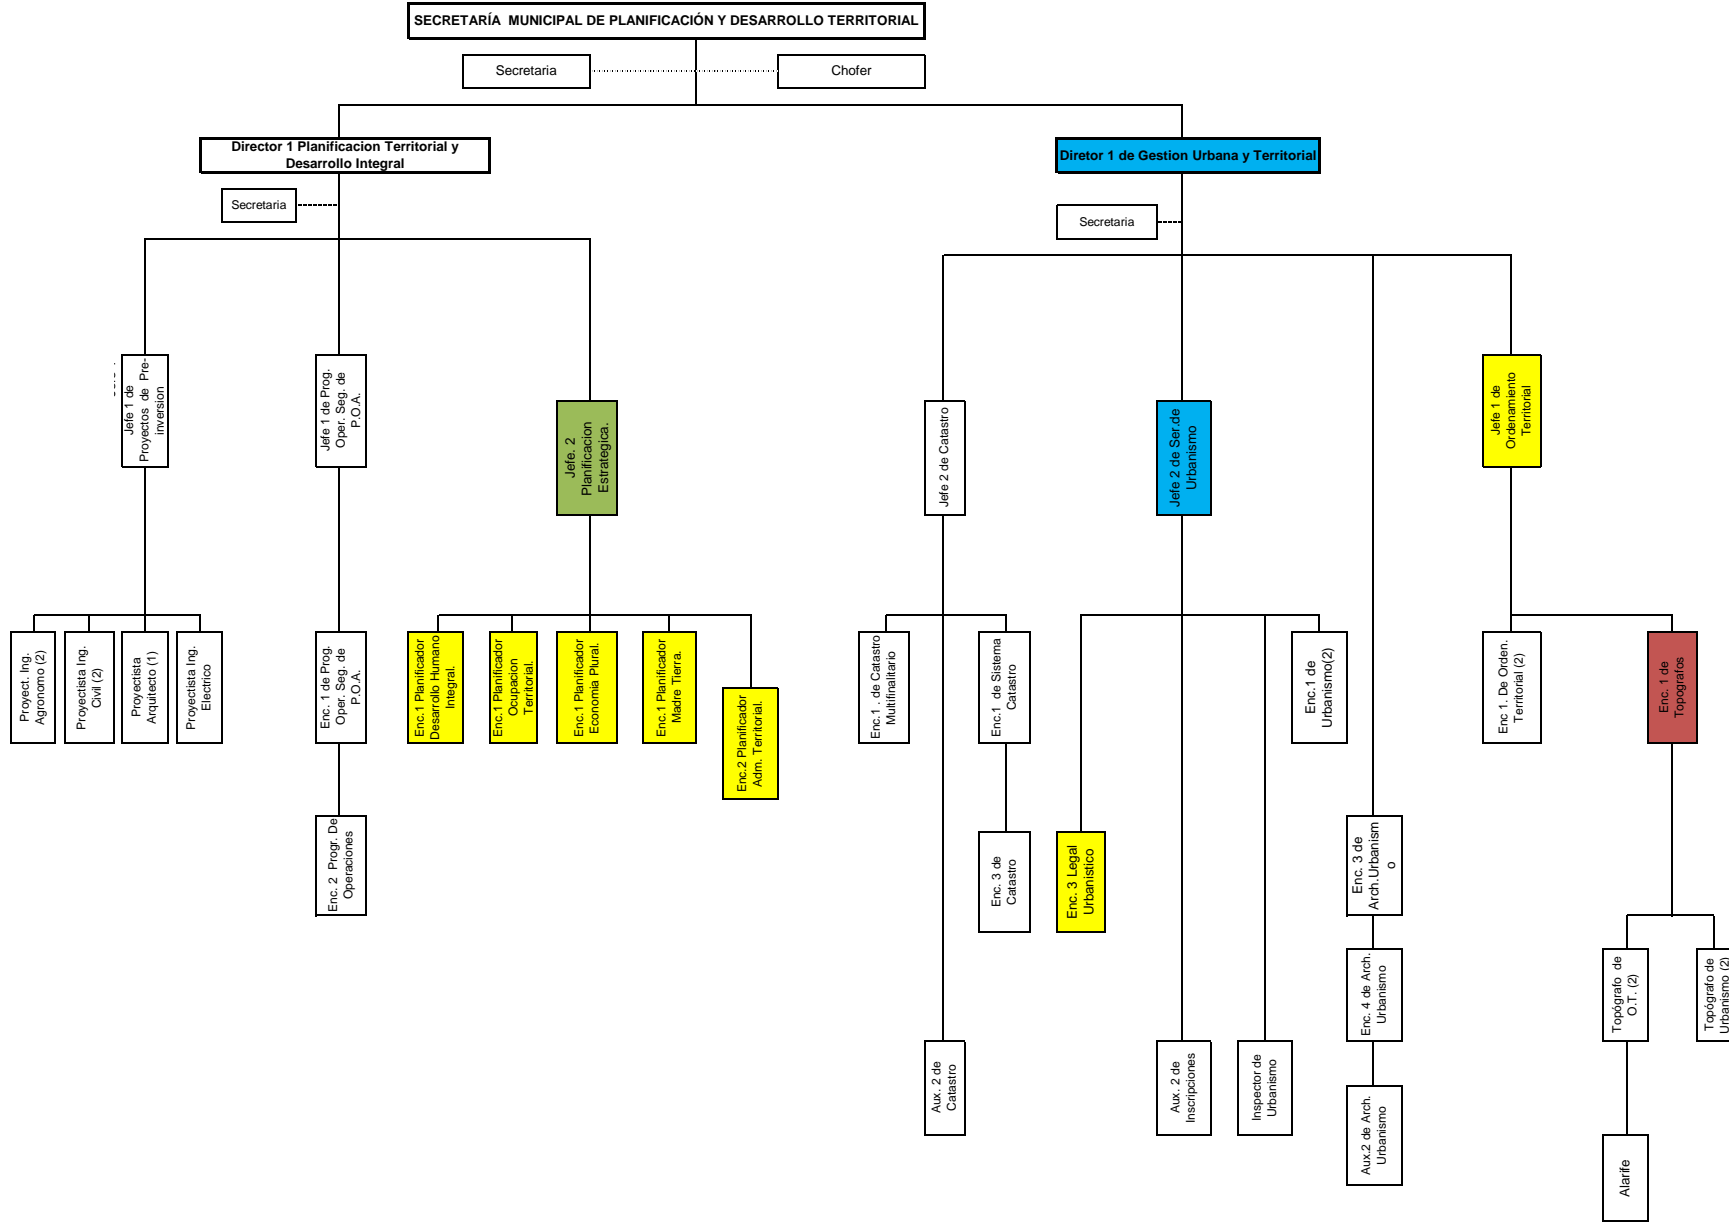 SECRETARÍA  MUNICIPAL DE PLANIFICACIÓN Y DESARROLLO TERRITORIAL
Secretaria
Chofer
Director 1 Planificacion Territorial y
Desarrollo Integral
Diretor 1 de Gestion Urbana y Territorial
Secretaria
Secretaria
Jefe 1 de
Proyectos de Pre-
inversion
Jefe 1 de Prog.
Oper. Seg. de
P.O.A.
Jefe. 2
Planificacion
Estrategica.
Jefe 2 de Catastro
Jefe 2 de Ser.de
Urbanismo
Jefe 1 de
Ordenamiento
Territorial
Proyect. Ing.
Agronomo (2)
Proyectista Ing.
Civil (2)
Proyectista
Arquitecto (1)
Proyectista Ing.
Electrico
Enc. 1 de Prog.
Oper. Seg. de
P.O.A.
Enc.1 Planificador
Desarrollo Humano
Integral.
Enc.1 Planificador
Ocupacion
Territorial.
Enc.1 Planificador
Economia Plural.
Enc.1 Planificador
Madre Tierra.
Enc.2 Planificador
Adm. Territorial.
Enc.1 . de Catastro
Multifinalitario
Enc.1 de Sistema
Catastro
Enc.1 de
Urbanismo(2)
Enc 1. De Orden.
Territorial (2)
Enc. 1 de
Topografos
Enc. 2  Progr. De
Operaciones
Enc. 3 de
Catastro
Enc. 3 Legal
Urbanistico
Enc. 3 de
Arch.Urbanism
o
Enc. 4 de Arch.
Urbanismo
Topógrafo  de
O.T. (2)
Topógrafo de
Urbanismo (2)
Aux. 2 de
Catastro
Aux. 2 de
Inscripciones
Inspector de
Urbanismo
Aux.2 de Arch.
Urbanismo
Alarife